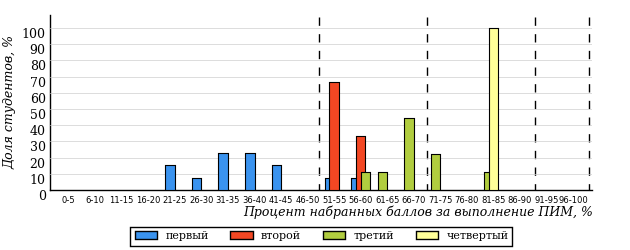 Доля студентов, %
100
90
80
70
60
50
40
30
20
10
0
0-5 6-10 11-15 16-20 21-25 26-30 31-35 36-40 41-45 46-50 51-55 56-60 61-65 66-70 71-75 76-80 81-85 86-90 91-95 96-100
Процент набранных баллов за выполнение ПИМ, %
первый второй третий четвертый